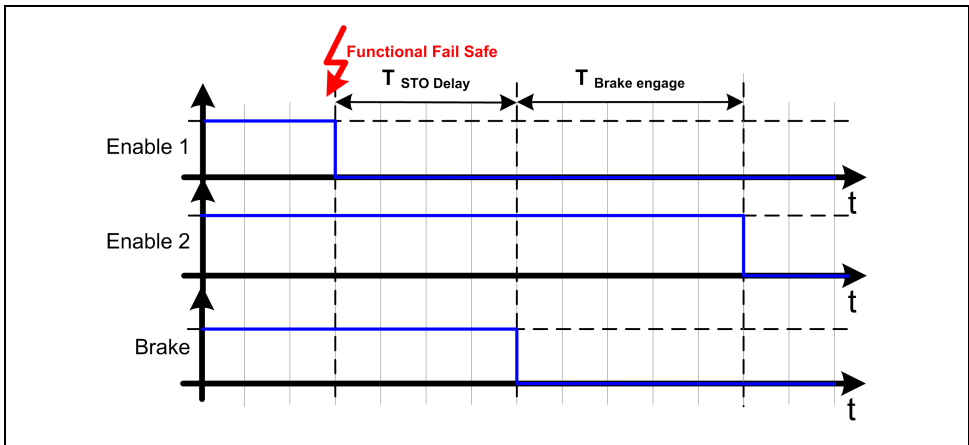 Functional Fail Safe
T STO Delay
T Brake engage
Enable 1
t
Enable 2
t
Brake
t